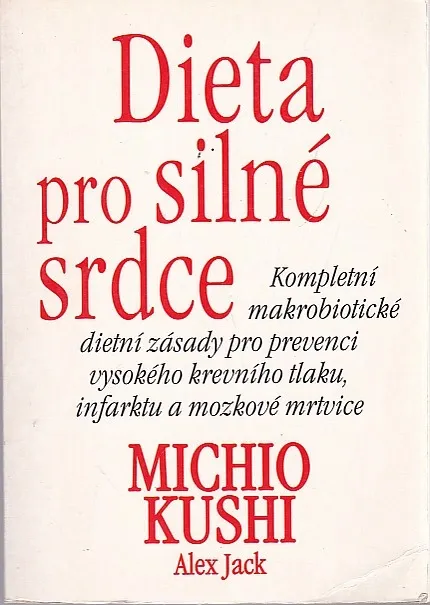 Dieta
pro silné
srdce
Kompletní
makrobiotické
dietní zásady pro prevenci
vysokého krevního tlaku,
infarktu a mozkové mrtvice
MICHIO
KUSHI
Alex Jack